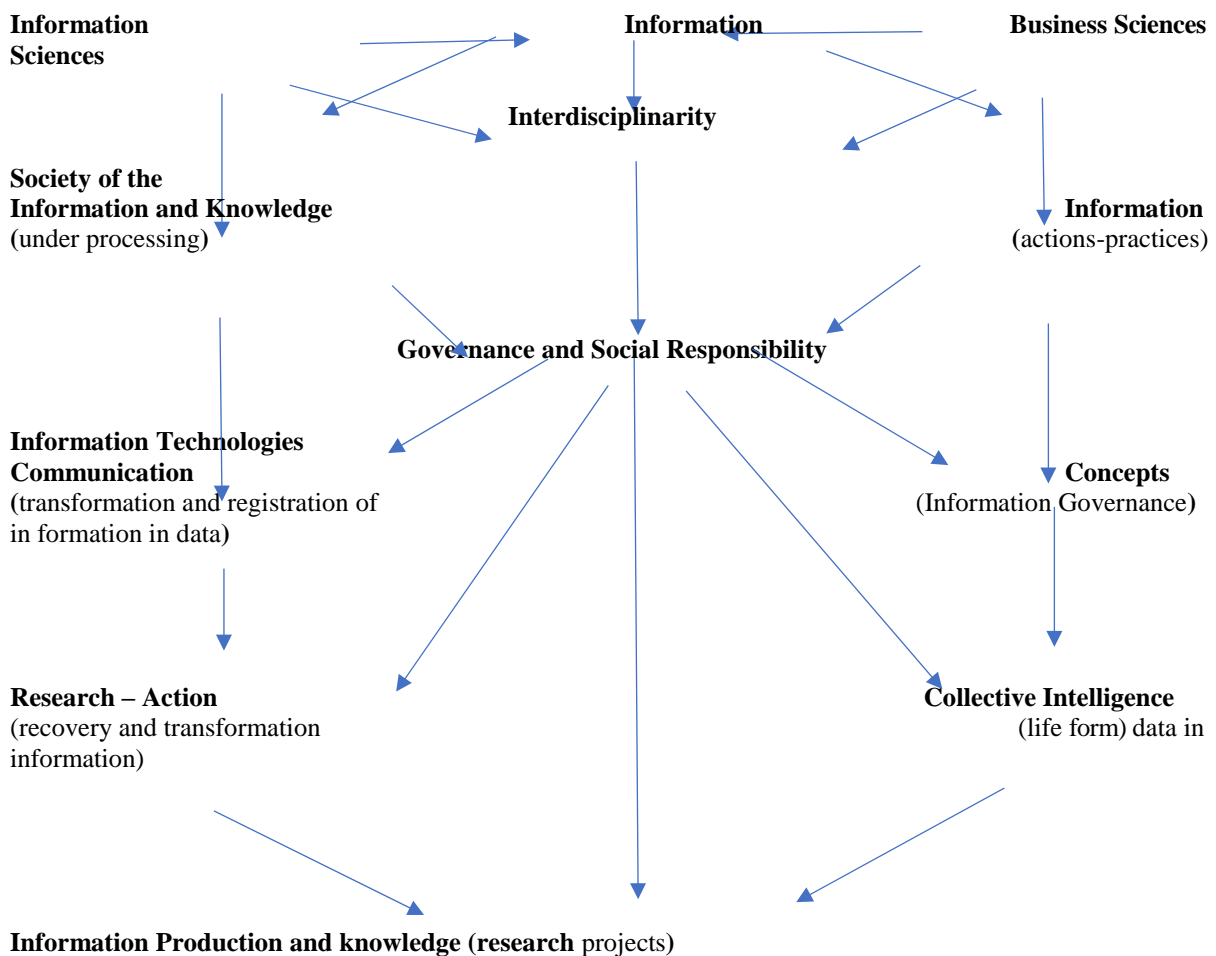 Information Sciences
Information
Business Sciences
Interdisciplinarity
Society of the
Information and Knowledge
(under processing)
Information
(actions-practices)
Governance and Social Responsibility
Information Technologies
Communication
(transformation and registration of
in formation in data)
Concepts
(Information Governance)
Research – Action
(recovery and transformation
information)
Collective Intelligence
(life form) data in
Information Production and knowledge (research projects)